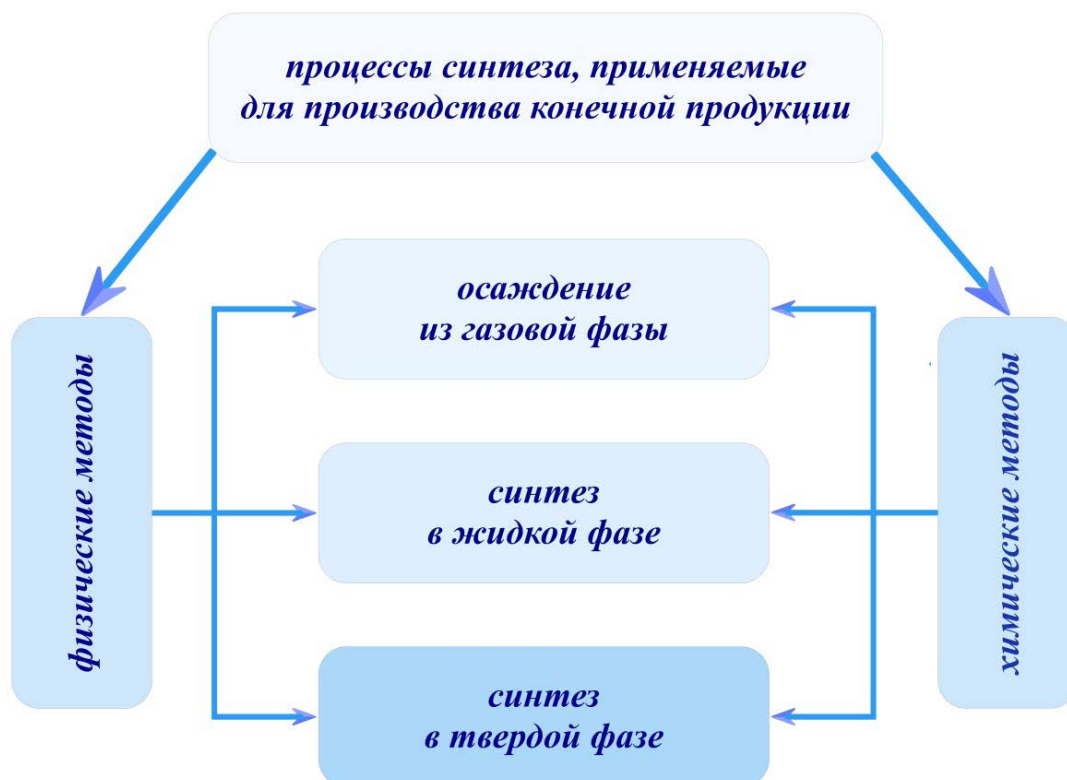 процессы синтеза, применяемые
для производства конечной продукции
физические методы
осаждение
из газовой фазы
синтез
в жидкой фазе
синтез
в твердой фазе
химические методы